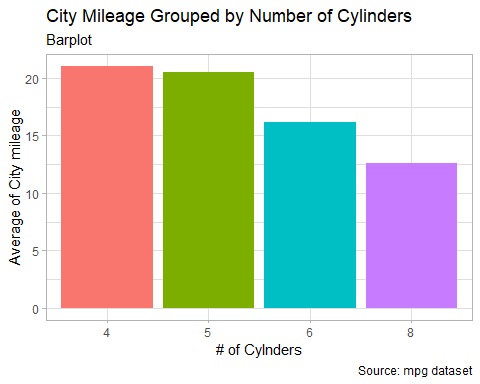 City Mileage Grouped by Number of Cylinders
Barplot
Average of City mileage
20
15
10
5
0
4 5 6 8
# of Cylnders
Source: mpg dataset